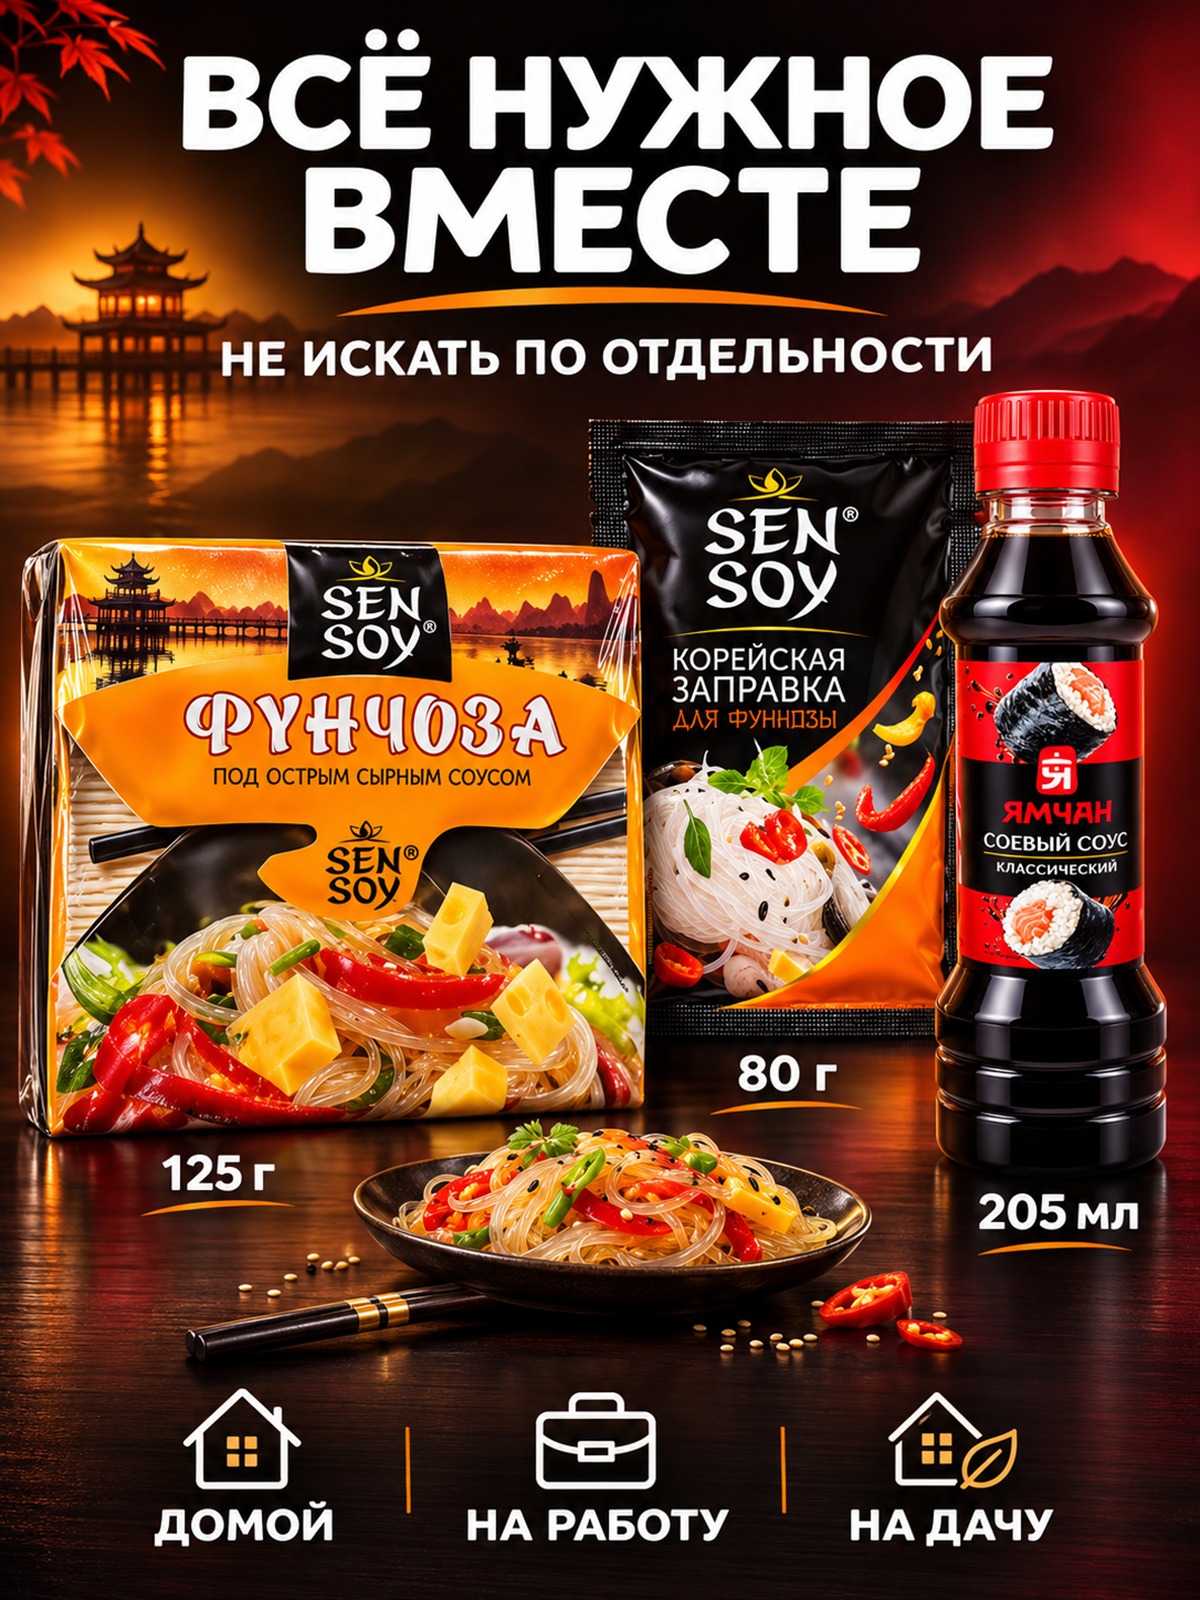 ВСЁ НУЖНОЕ
ВМЕСТЕ
НЕ ИСКАТЬ ПО ОТДЕЛЬНОСТИ
SEN
SOY®
ФУНЧОЗА
ПОД ОСТРЫМ СЫРНЫМ СОУСОМ
SEN®
SOY
SEN®
SOY
КОРЕЙСКАЯ
ЗАПРАВКА
ДЛЯ ФУННОЗЫ
Я
ЯМЧАН
СОЕВЫЙ СОУС
КЛАССИЧЕСКИЙ
125 г
80 г
205 мл
ДОМОЙ
НА РАБОТУ
НА ДАЧУ